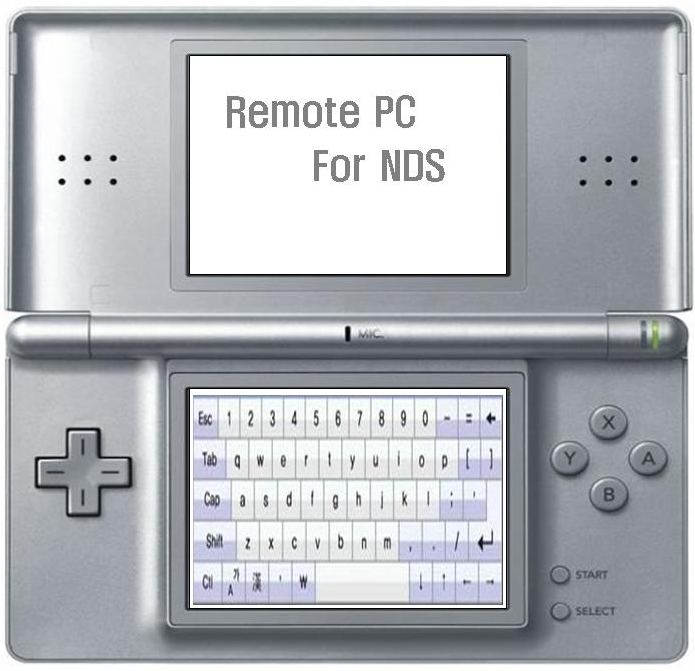 Remote PC
For NDS
MIC.
Esc 1 2 3 4 5 6 7 8 9 0 - = ←
Tab q w e r t y u i o p [ ]
Cap a s d f g h j k l ; '
X
Y A
B
Shift z x c v b n m , . / ↵
Ctl 가A 漢 ' ₩ ↓ ↑ ← →
START
SELECT